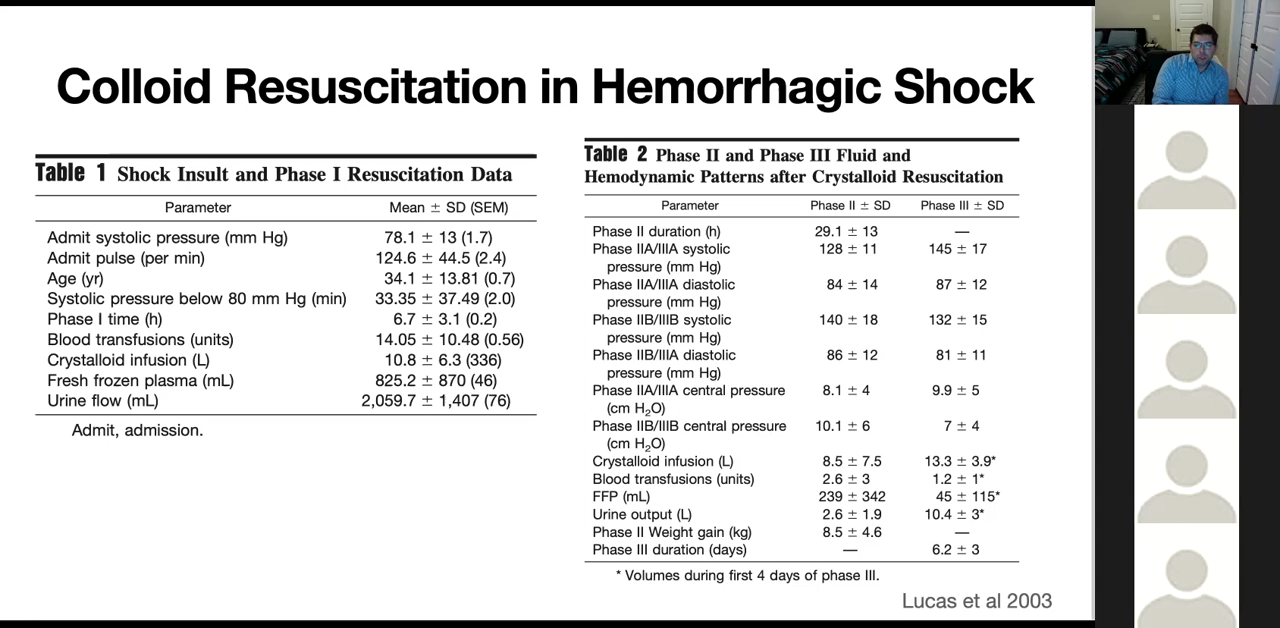 Colloid Resuscitation in Hemorrhagic Shock
Table 1 Shock Insult and Phase I Resuscitation Data
Parameter Mean ± SD (SEM)
Admit systolic pressure (mm Hg) 78.1 ± 13 (1.7)
Admit pulse (per min) 124.6 ± 44.5 (2.4)
Age (yr) 34.1 ± 13.81 (0.7)
Systolic pressure below 80 mm Hg (min) 33.35 ± 37.49 (2.0)
Phase I time (h) 6.7 ± 3.1 (0.2)
Blood transfusions (units) 14.05 ± 10.48 (0.56)
Crystalloid infusion (L) 10.8 ± 6.3 (336)
Fresh frozen plasma (mL) 825.2 ± 870 (46)
Urine flow (mL) 2,059.7 ± 1,407 (76)
Admit, admission.
Table 2 Phase II and Phase III Fluid and
Hemodynamic Patterns after Crystalloid Resuscitation
Parameter Phase II ± SD Phase III ± SD
Phase II duration (h) 29.1 ± 13 —
Phase IIA/IIIA systolic 128 ± 11 145 ± 17
pressure (mm Hg)
Phase IIA/IIIA diastolic 84 ± 14 87 ± 12
pressure (mm Hg)
Phase IIB/IIIB systolic 140 ± 18 132 ± 15
pressure (mm Hg)
Phase IIB/IIIA diastolic 86 ± 12 81 ± 11
pressure (mm Hg)
Phase IIA/IIIA central pressure 8.1 ± 4 9.9 ± 5
(cm H₂O)
Phase IIB/IIIB central pressure 10.1 ± 6 7 ± 4
(cm H₂O)
Crystalloid infusion (L) 8.5 ± 7.5 13.3 ± 3.9*
Blood transfusions (units) 2.6 ± 3 1.2 ± 1*
FFP (mL) 239 ± 342 45 ± 115*
Urine output (L) 2.6 ± 1.9 10.4 ± 3*
Phase II Weight gain (kg) 8.5 ± 4.6 —
Phase III duration (days) — 6.2 ± 3
* Volumes during first 4 days of phase III.
Lucas et al 2003